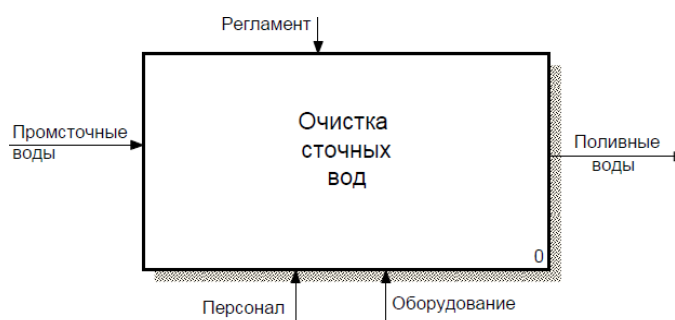 Регламент
Очистка
сточных
вод
Промсточные
воды
Поливные
воды
0
Персонал
Оборудование